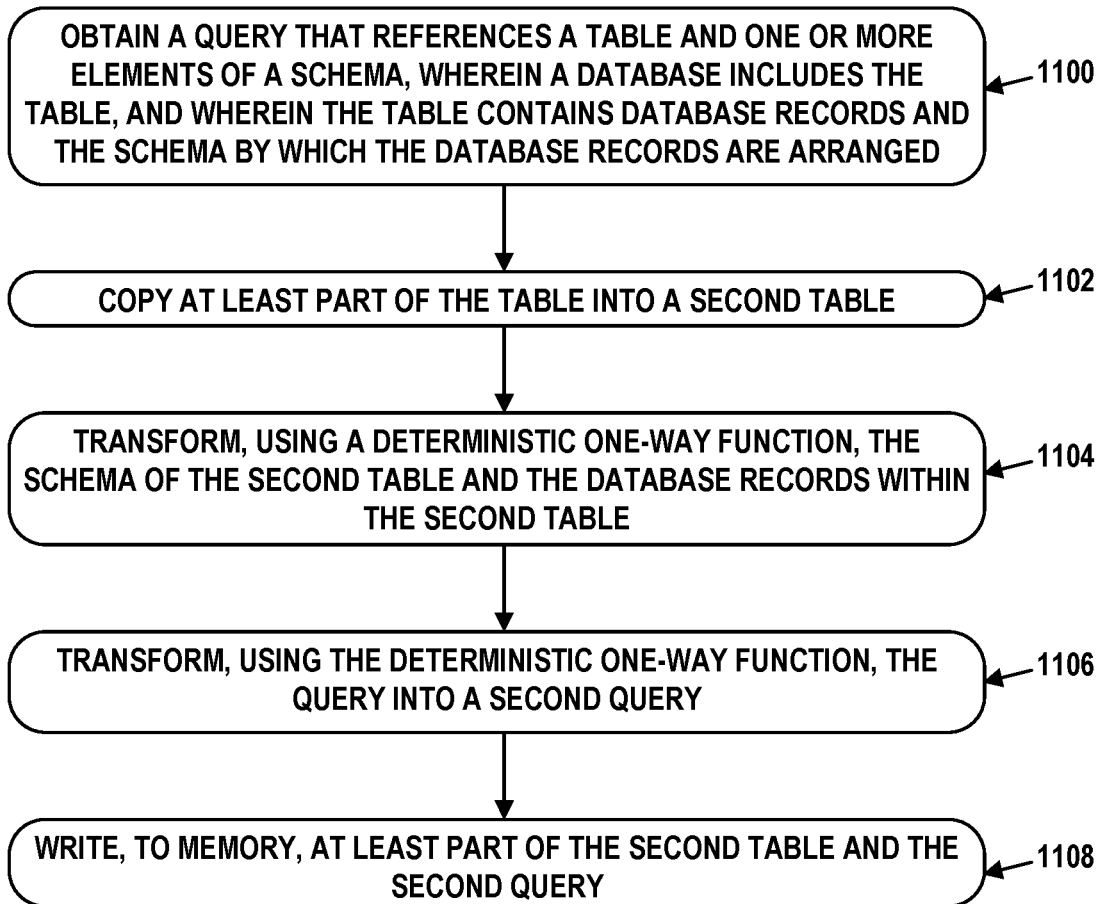 OBTAIN A QUERY THAT REFERENCES A TABLE AND ONE OR MORE
ELEMENTS OF A SCHEMA, WHEREIN A DATABASE INCLUDES THE
TABLE, AND WHEREIN THE TABLE CONTAINS DATABASE RECORDS AND
THE SCHEMA BY WHICH THE DATABASE RECORDS ARE ARRANGED
1100
COPY AT LEAST PART OF THE TABLE INTO A SECOND TABLE
1102
TRANSFORM, USING A DETERMINISTIC ONE-WAY FUNCTION, THE
SCHEMA OF THE SECOND TABLE AND THE DATABASE RECORDS WITHIN
THE SECOND TABLE
1104
TRANSFORM, USING THE DETERMINISTIC ONE-WAY FUNCTION, THE
QUERY INTO A SECOND QUERY
1106
WRITE, TO MEMORY, AT LEAST PART OF THE SECOND TABLE AND THE
SECOND QUERY
1108